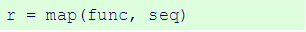 r = map(func, seq)